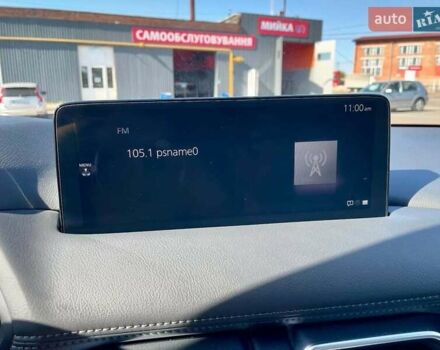 САМООБСЛУГОВУВАННЯ
МИЙКА
auto RIA
11:00 am
FM
105.1 psname0
MENU